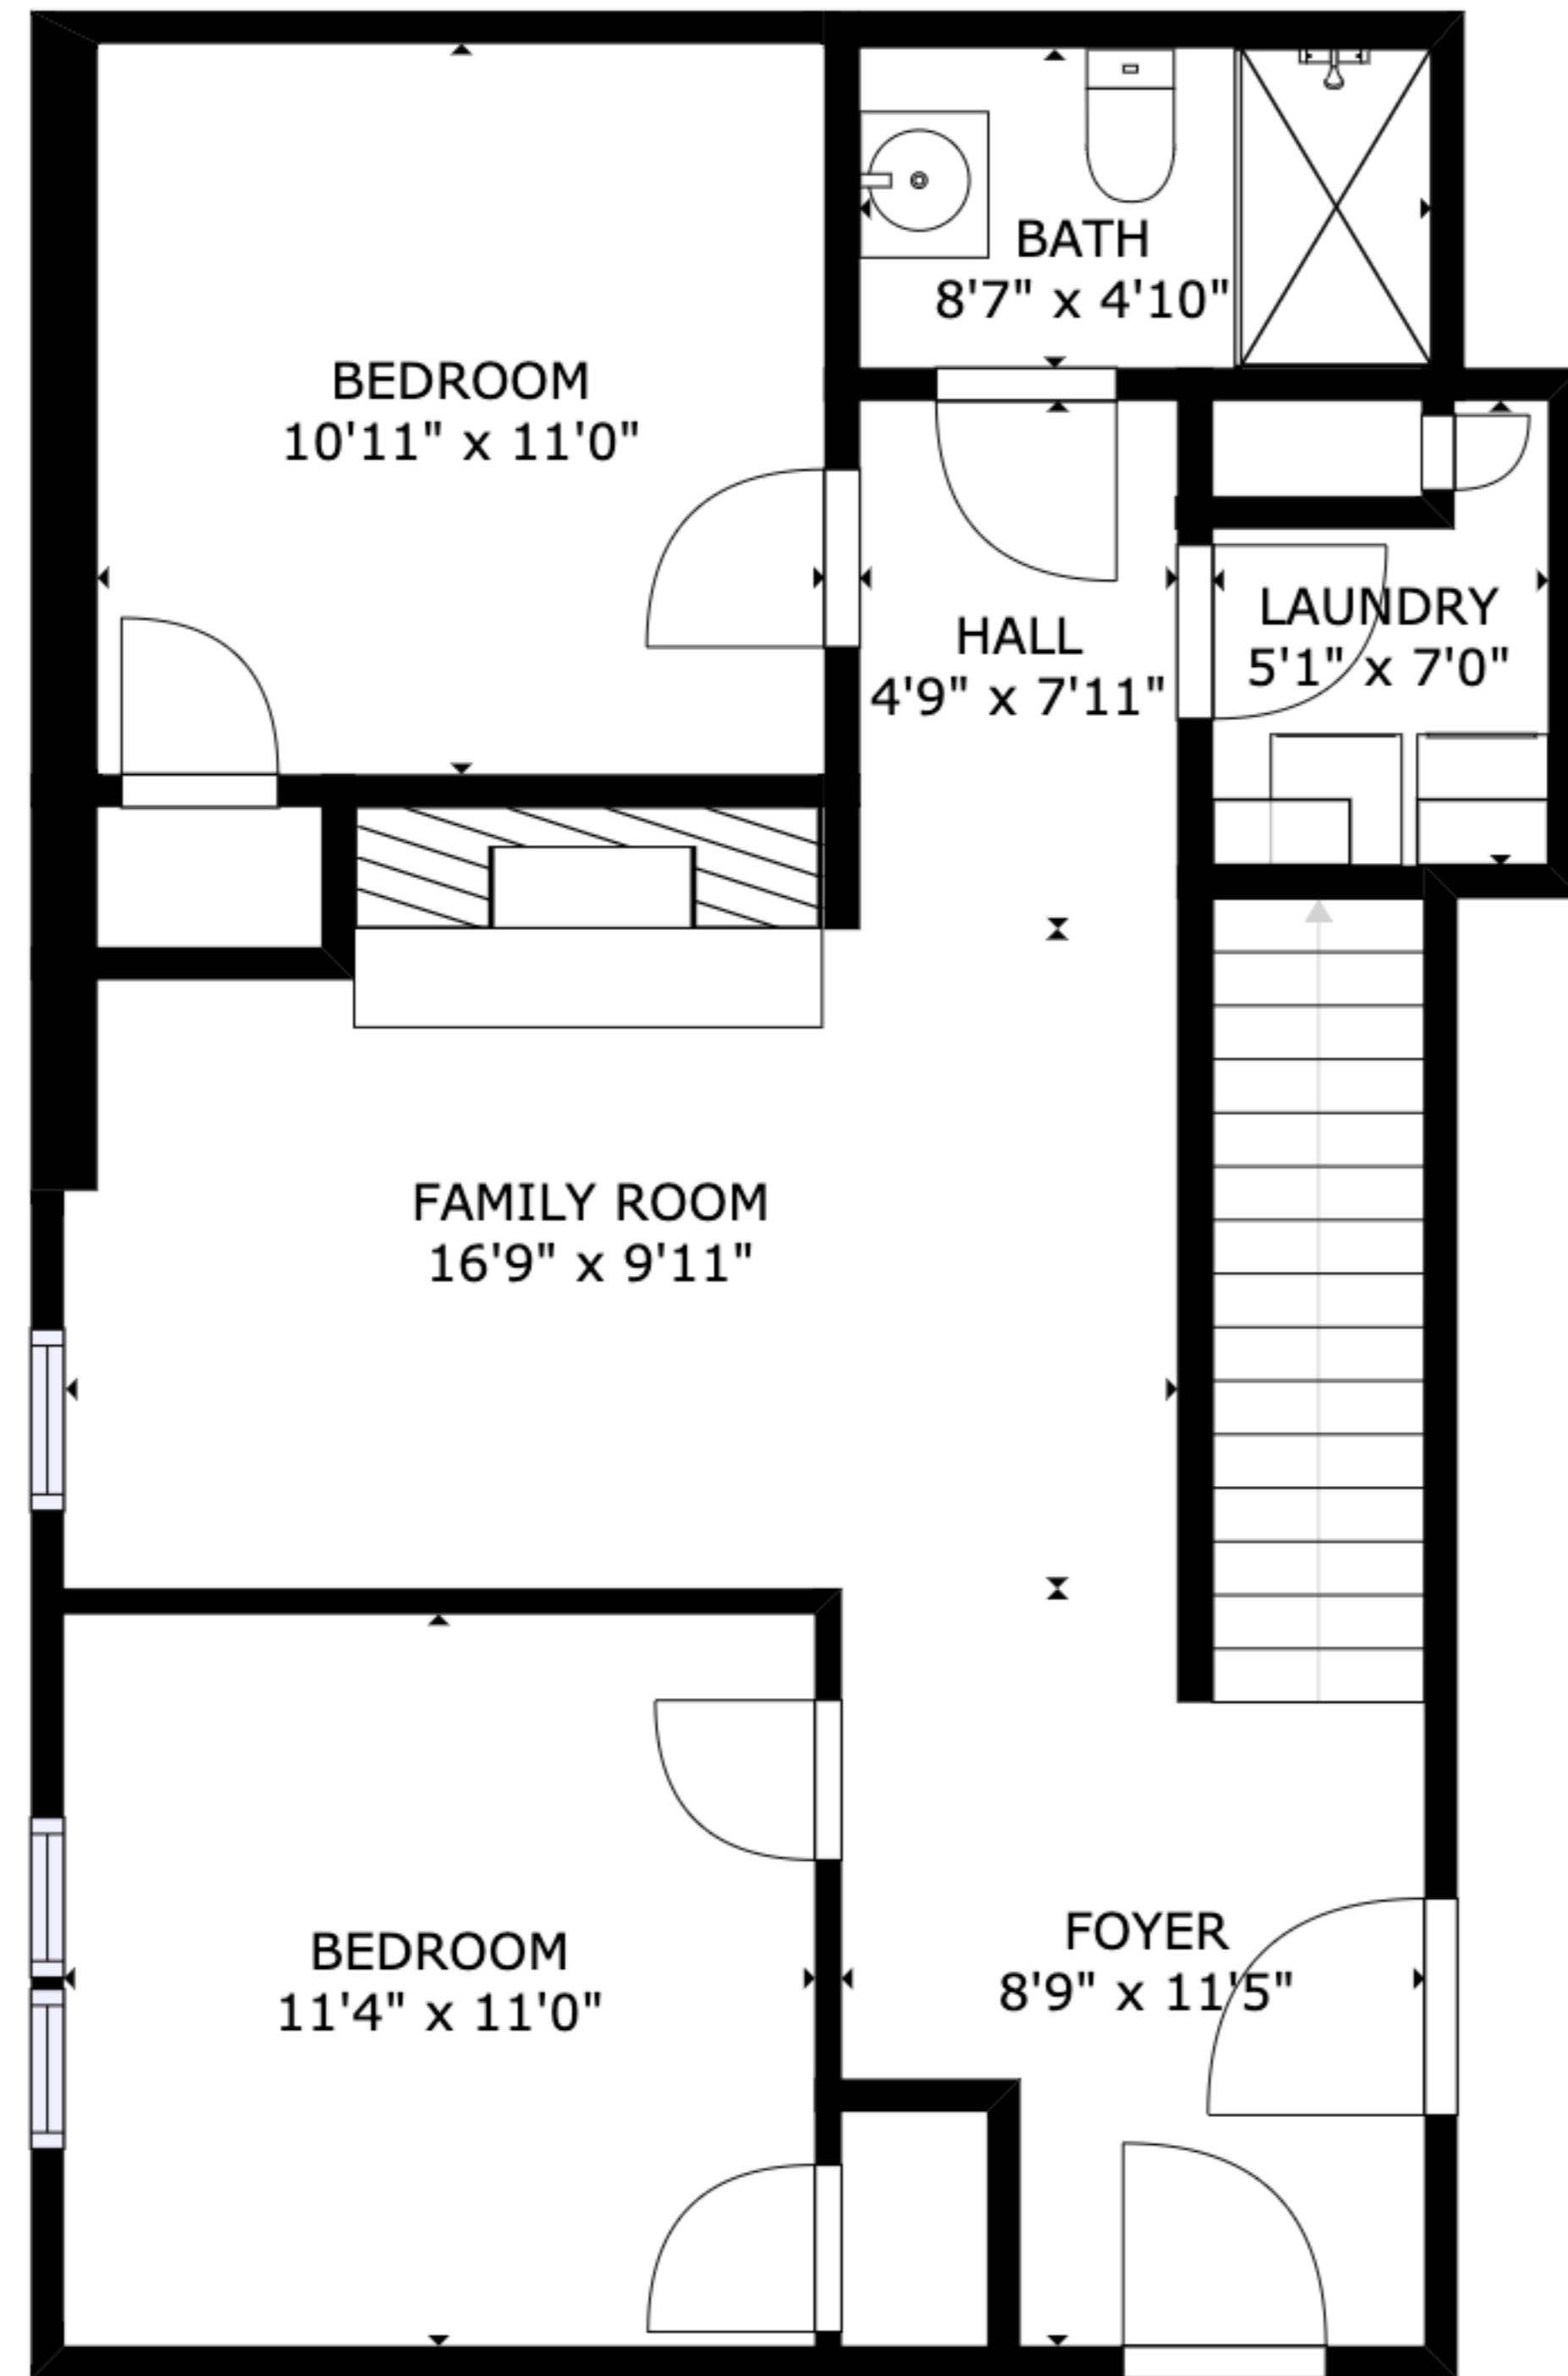 BATH
8'7" x 4'10"
BEDROOM
10'11" x 11'0"
HALL
4'9" x 7'11"
LAUNDRY
5'1" x 7'0"
FAMILY ROOM
16'9" x 9'11"
FOYER
8'9" x 11'5"
BEDROOM
11'4" x 11'0"